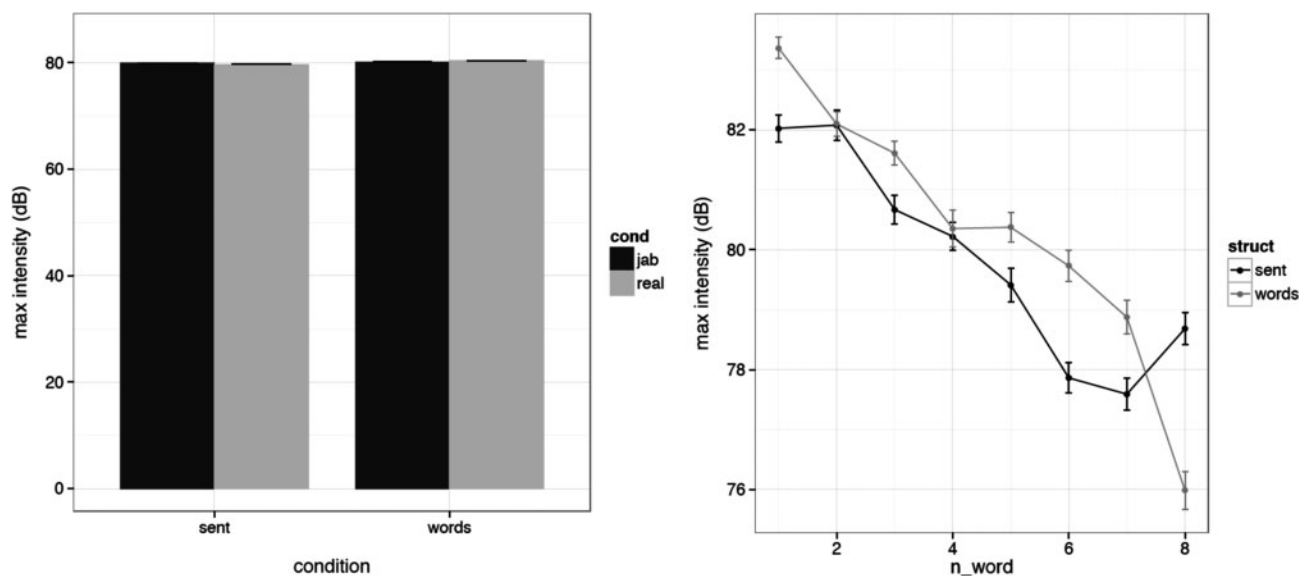 max intensity (dB)
80
60
40
20
0
sent
words
condition
cond
jab
real
max intensity (dB)
82
80
78
76
2
4
6
8
n_word
struct
sent
words